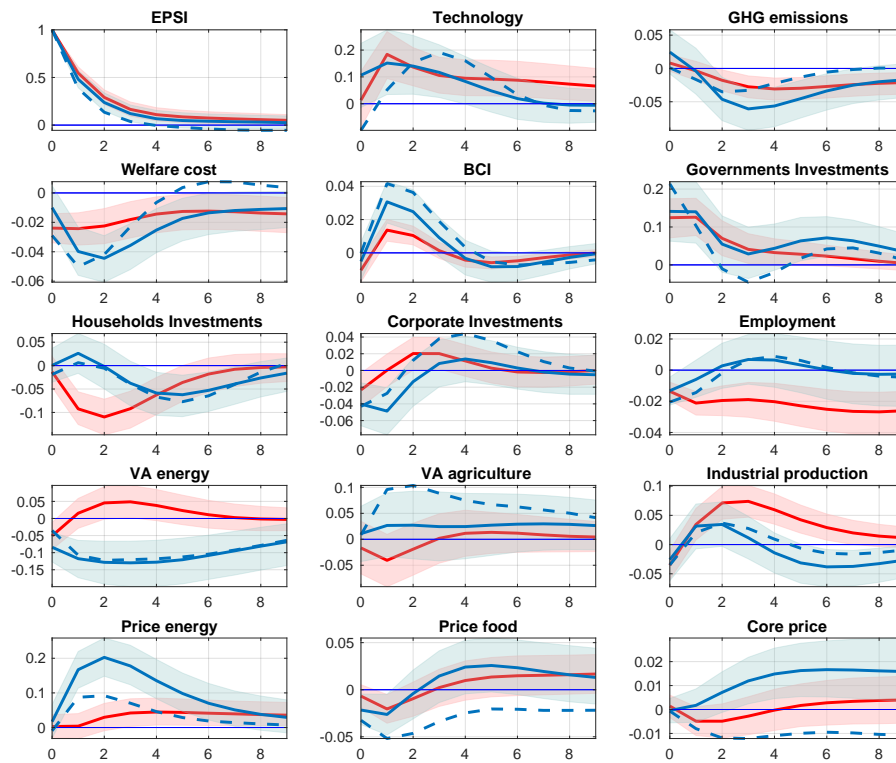 EPSI Technology GHG emissions
1 0.5 0
0.2 0.1 0
0.05 0 -0.05
0 2 4 6 8 0 2 4 6 8 0 2 4 6 8
Welfare cost BCI Governments Investments
0 -0.02 -0.04 -0.06
0.04 0.02 0
0.2 0.1 0
0 2 4 6 8 0 2 4 6 8 0 2 4 6 8
Households Investments Corporate Investments Employment
0.05 0 -0.05 -0.1
0.04 0.02 0 -0.02 -0.04 -0.06
0.02 0 -0.02 -0.04
0 2 4 6 8 0 2 4 6 8 0 2 4 6 8
VA energy VA agriculture Industrial production
0.05 0 -0.05 -0.1 -0.15
0.1 0.05 0 -0.05
0.1 0.05 0 -0.05
0 2 4 6 8 0 2 4 6 8 0 2 4 6 8
Price energy Price food Core price
0.2 0.1 0
0.05 0 -0.05
0.02 0.01 0 -0.01
0 2 4 6 8 0 2 4 6 8 0 2 4 6 8